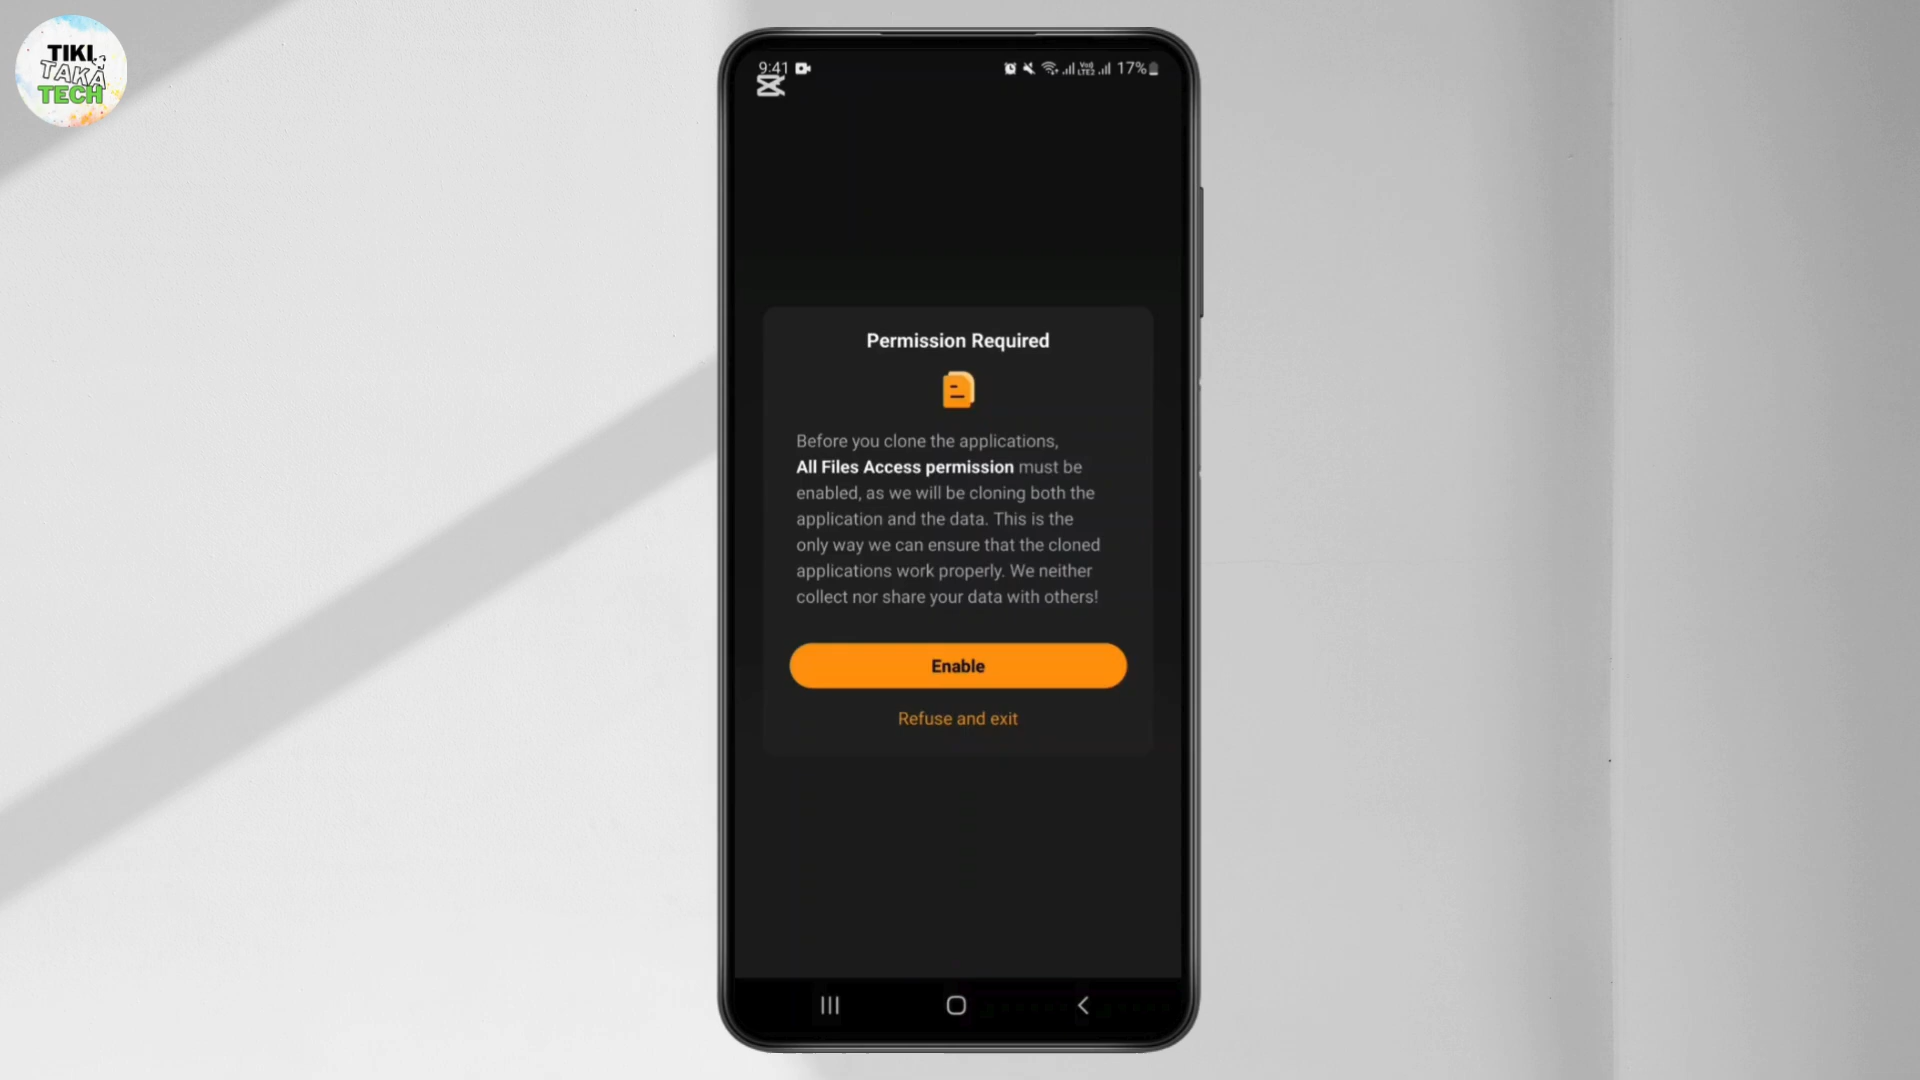 TIKI
TAKA
TECH
9:41
Vo))
LTE2
17%
Permission Required
Before you clone the applications,
All Files Access permission must be
enabled, as we will be cloning both the
application and the data. This is the
only way we can ensure that the cloned
applications work properly. We neither
collect nor share your data with others!
Enable
Refuse and exit